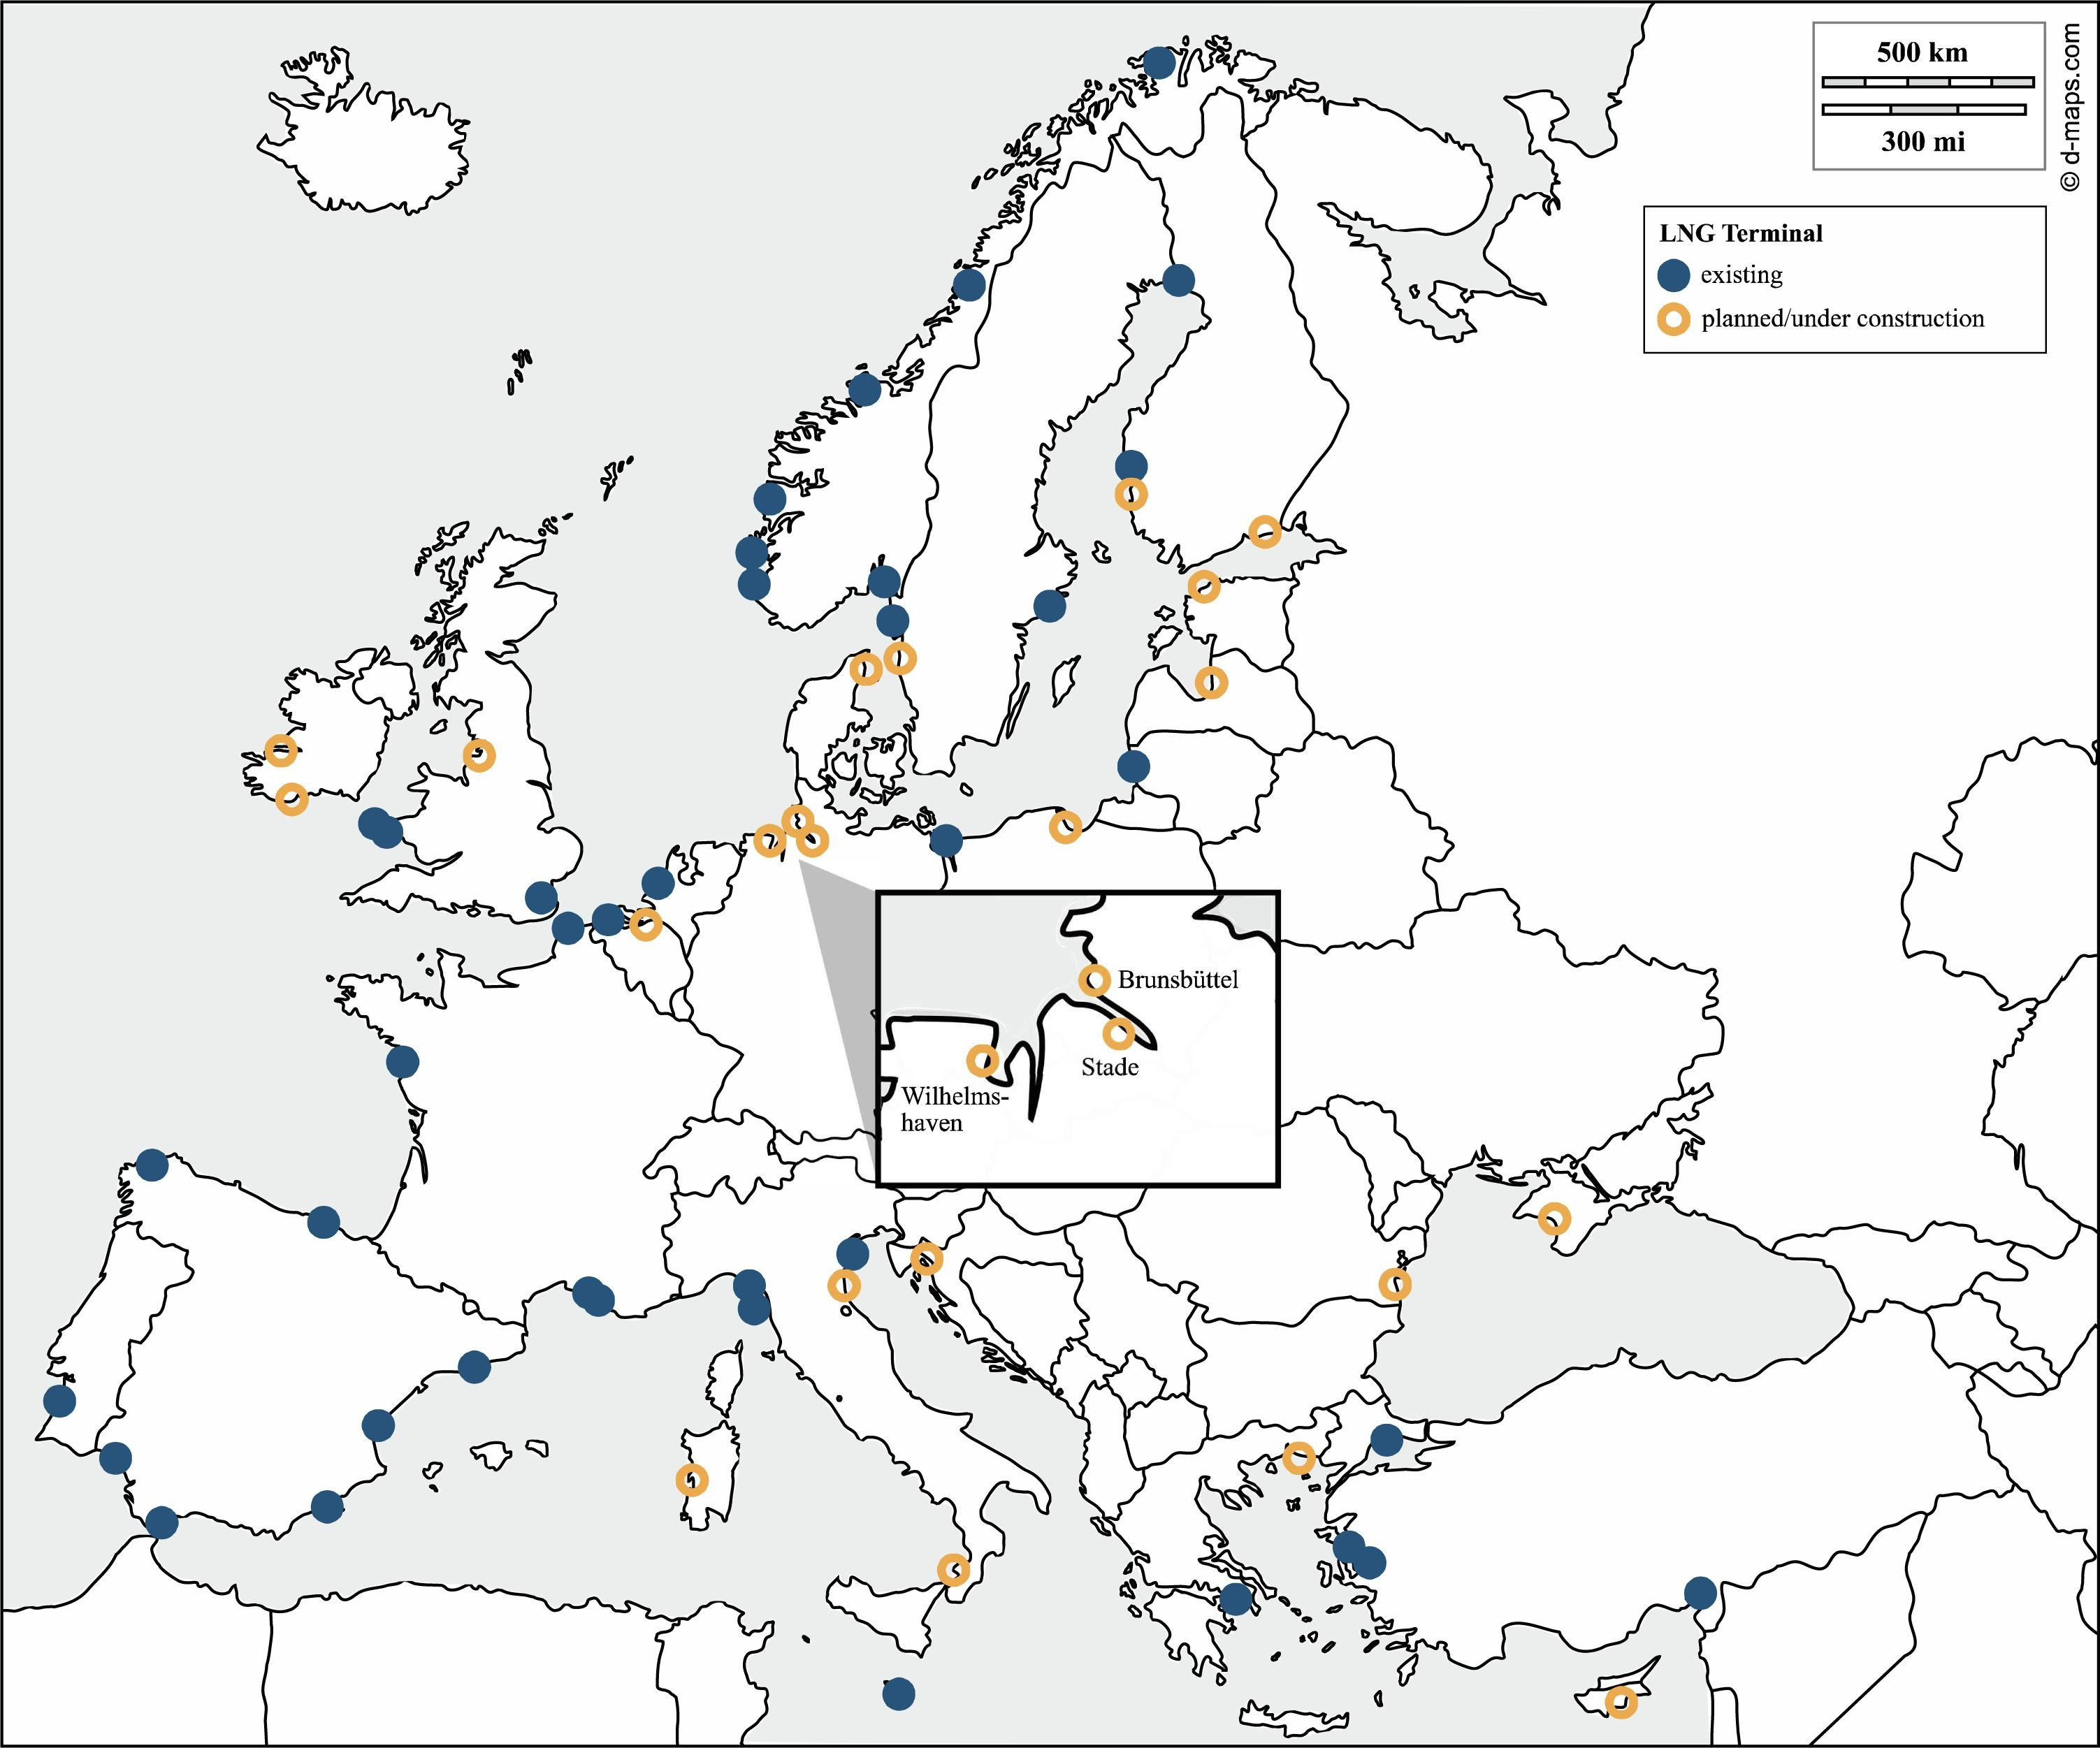 500 km
300 mi
© d-maps.com
LNG Terminal
existing
planned/under construction
Brunsbüttel
Stade
Wilhelms-
haven